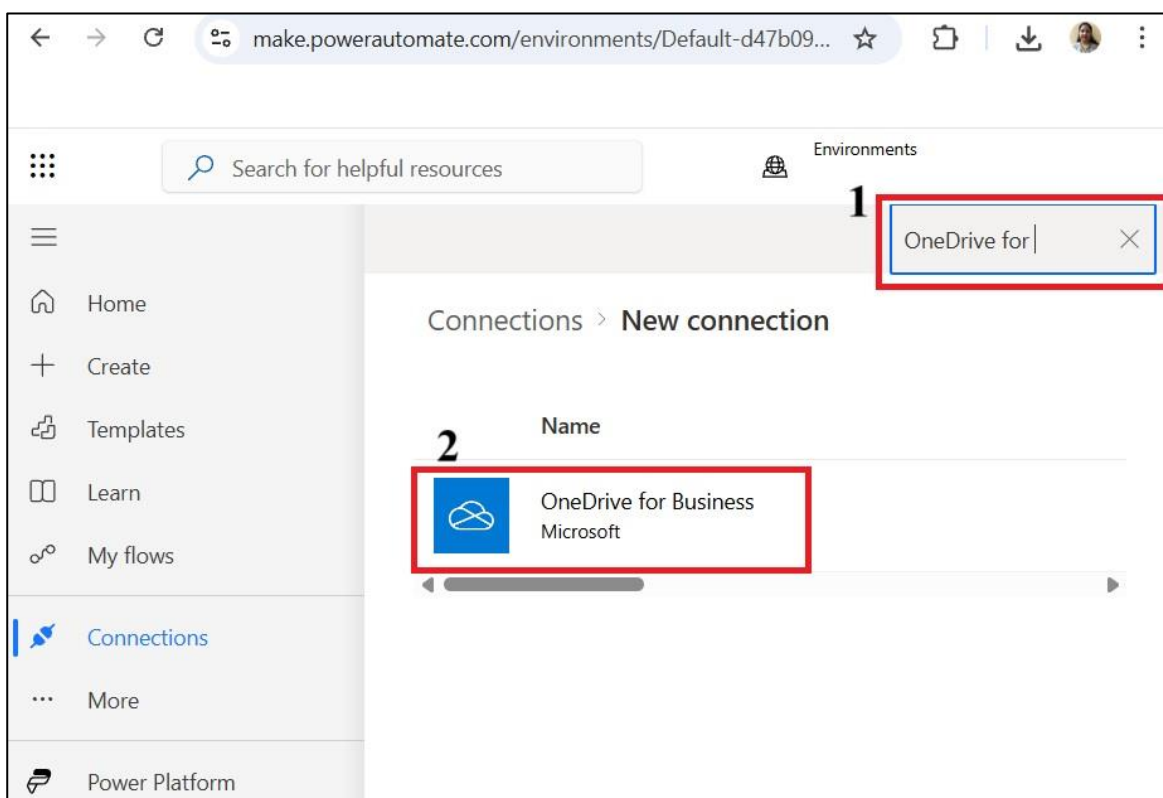 make.powerautomate.com/environments/Default-d47b09...
Search for helpful resources
Environments
1
OneDrive for
Home
Create
Templates
Learn
My flows
Connections
More
Power Platform
Connections > New connection
Name
2
OneDrive for Business
Microsoft